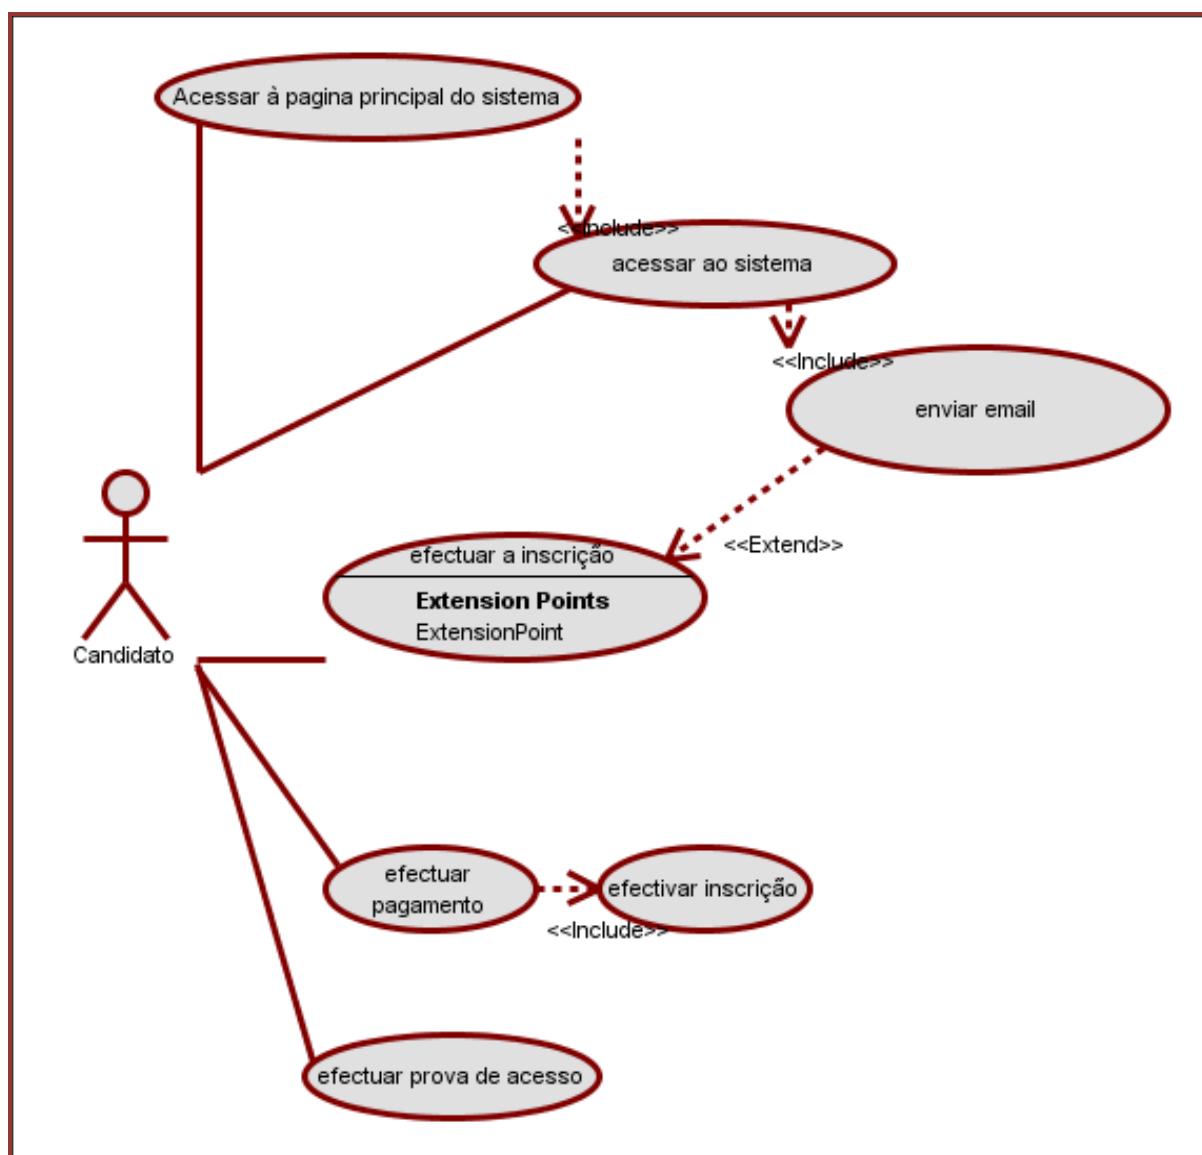 Acessar à pagina principal do sistema
<<Include>>
acessar ao sistema
<<Include>>
enviar email
<<Extend>>
efectuar a inscrição
Extension Points
ExtensionPoint
Candidato
efectuar
pagamento
efectivar inscrição
<<Include>>
efectuar prova de acesso